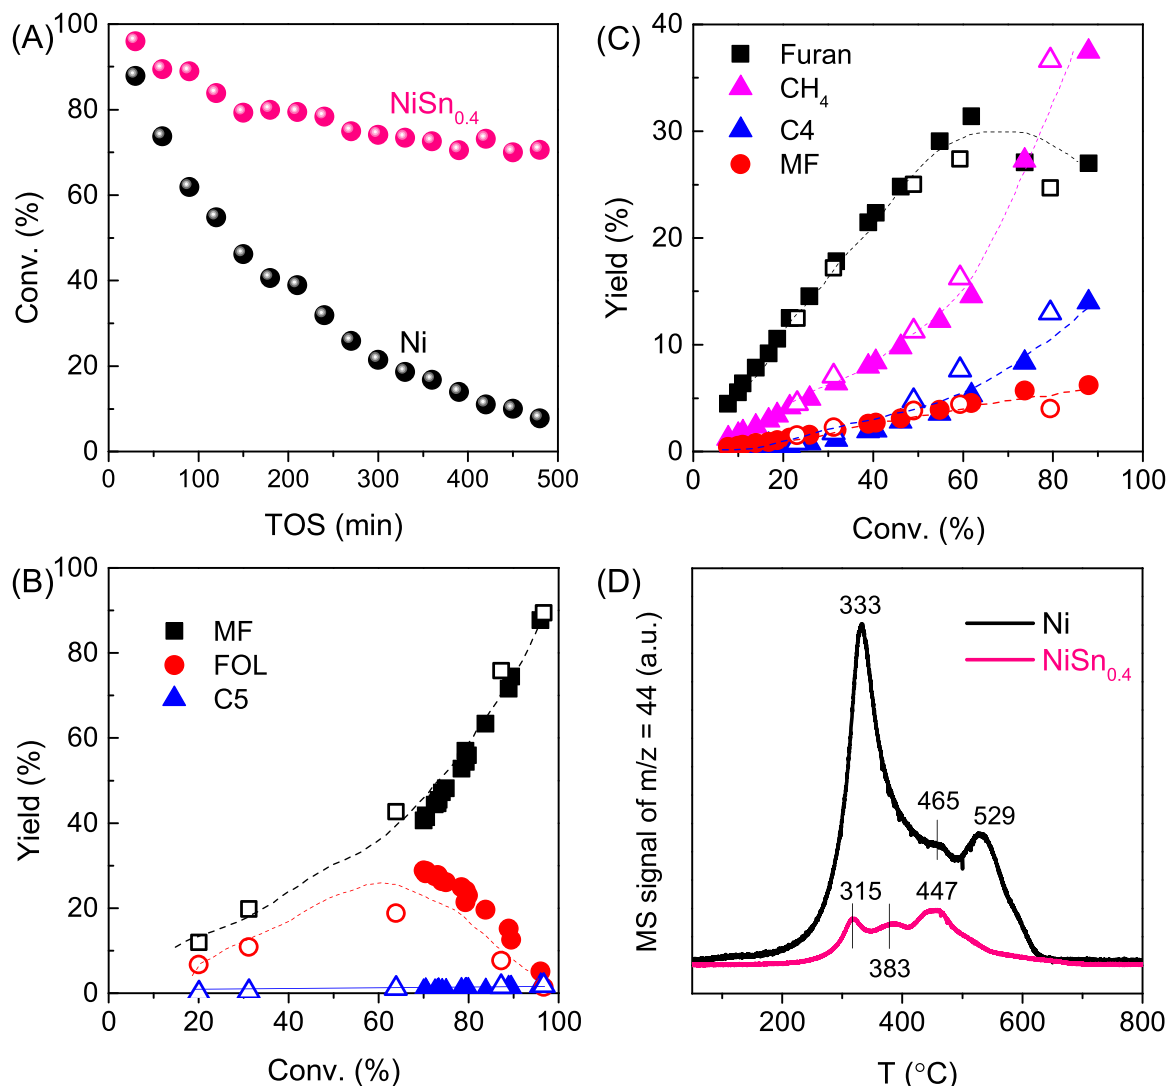 (A)
100
80
60
40
20
0
Conv. (%)
NiSn0.4
Ni
0 100 200 300 400 500
TOS (min)
(C)
40
30
20
10
0
Yield (%)
Furan
CH4
C4
MF
0 20 40 60 80 100
Conv. (%)
(B)
100
80
60
40
20
0
Yield (%)
MF
FOL
C5
0 20 40 60 80 100
Conv. (%)
(D)
MS signal of m/z = 44 (a.u.)
333
Ni
NiSn0.4
465 529
315 447
383
200 400 600 800
T (°C)